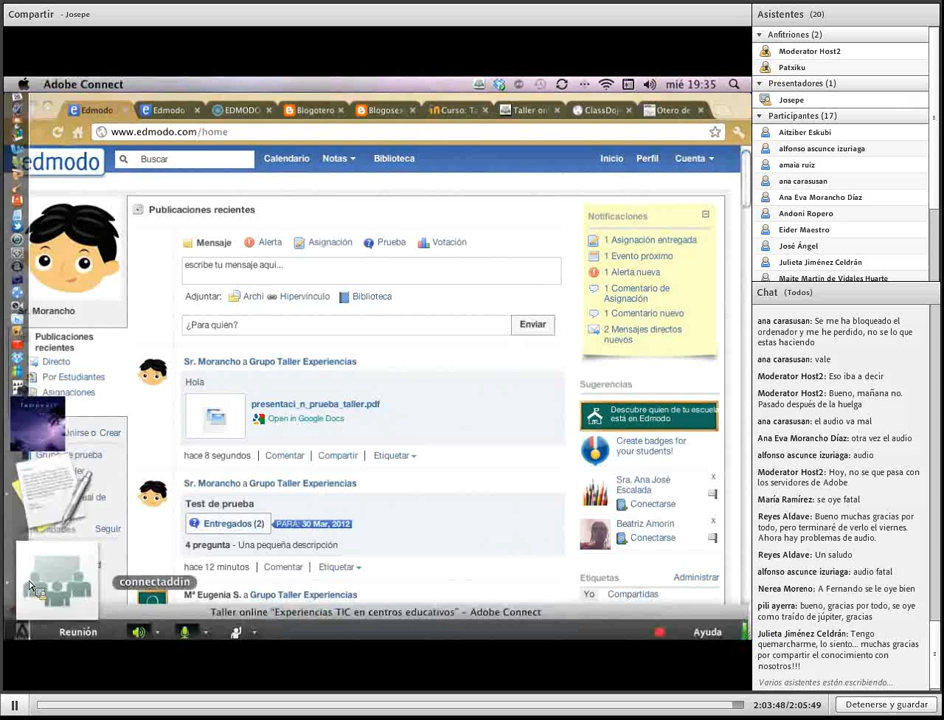 Compartir - Josepe
Adobe Connect
mié 19:35
Edmodo
Edmodo
EDMODO
Blogotero
Blogose
Curso: T
Taller on
ClassDo
Otero de
www.edmodo.com/home
edmodo
Buscar
Calendario
Notas
Biblioteca
Inicio
Perfil
Cuenta
Sr. Morancho
Publicaciones
recientes
Directo
Por Estudiantes
Asignaciones
Unirse o Crear
Seguir
connectaddin
Publicaciones recientes
Mensaje
Alerta
Asignación
Prueba
Votación
escribe tu mensaje aqui...
Adjuntar:
Archi
Hipervínculo
Biblioteca
¿Para quién?
Enviar
Sr. Morancho a Grupo Taller Experiencias
Hola
presentaci_n_prueba_taller.pdf
Open in Google Docs
hace 8 segundos
Comentar
Compartir
Etiquetar
Sr. Morancho a Grupo Taller Experiencias
Test de prueba
Entregados (2)
PARA: 30 Mar, 2012
4 pregunta - Una pequeña descripción
hace 12 minutos
Comentar
Etiquetar
Mª Eugenia S. a Grupo Taller Experiencias
Notificaciones
1 Asignación entregada
1 Evento próximo
1 Alerta nueva
1 Comentario de
Asignación
1 Comentario nuevo
2 Mensajes directos
nuevos
Sugerencias
Descubre quien de tu escuela
está en Edmodo
Create badges for
your students!
Sra. Ana José
Escalada
x
Conectarse
Beatriz Amorin
x
Conectarse
Etiquetas
Administrar
Yo
Compartidas
Taller online "Experiencias TIC en centros educativos" – Adobe Connect
Reunión
Ayuda
Asistentes (20)
Anfitriones (2)
Moderator Host2
Patxiku
Presentadores (1)
Josepe
Participantes (17)
Aitziber Eskubi
alfonso ascunce izuriaga
amaia ruiz
ana carasusan
Ana Eva Morancho Díaz
Andoni Ropero
Eider Maestro
José Ángel
Julieta Jiménez Celdrán
Maite Martin de Vidales Huarte
Chat (Todos)
ana carasusan: Se me ha bloqueado el
ordenador y me he perdido, no se lo que
estas haciendo
ana carasusan: vale
Moderator Host2: Eso iba a decir
Moderator Host2: Bueno, mañana no.
Pasado después de la huelga
ana carasusan: el audio va mal
Ana Eva Morancho Díaz: otra vez el audio
alfonso ascunce izuriaga: audio
Moderator Host2: Hoy, no se que pasa con
los servidores de Adobe
María Ramírez: se oye fatal
Reyes Aldave: Bueno muchas gracias por
todo, pero terminaré de verlo el viernes.
Ahora hay problemas de audio
Reyes Aldave: Un saludo
alfonso ascunce izuriaga: audio fatal
Nerea Moreno: A Fernando se le oye bien
pili ayerra: bueno, gracias por todo, se oye
como traído de júpiter, gracias
Julieta Jiménez Celdrán: Tengo
quemarcharme, lo siento... muchas gracias
por compartir el conocimiento con
nosotros!!!
Varios asistentes están escribiendo...
2:03:48/2:05:49
Detenerse y guardar